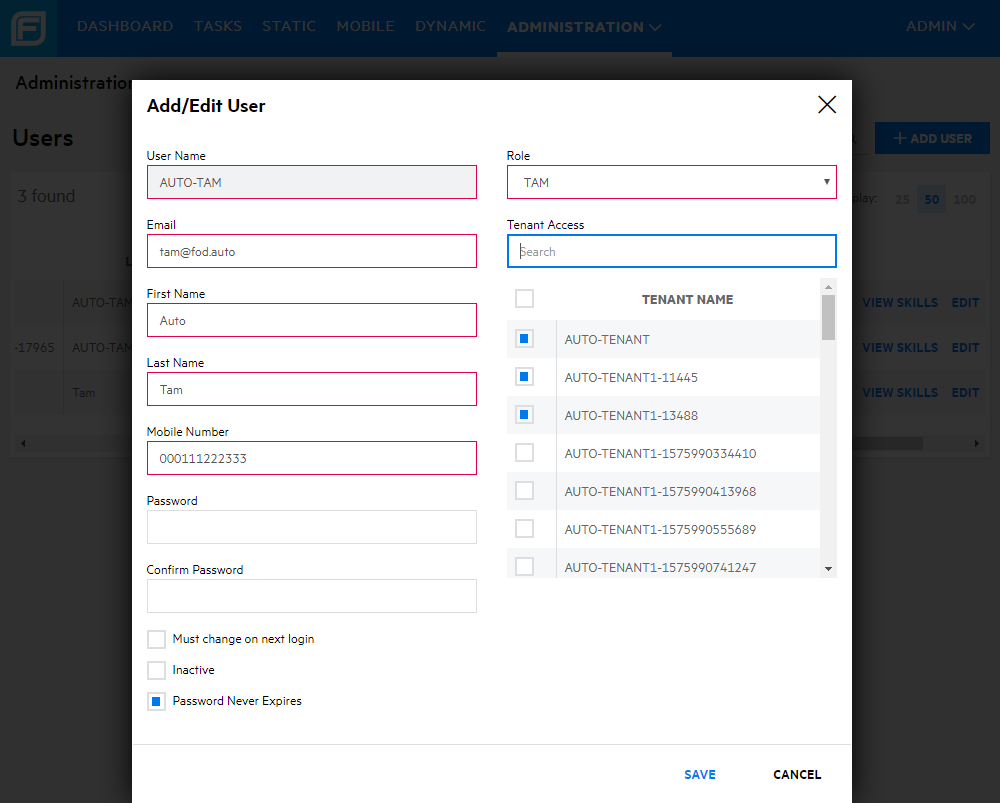 DASHBOARD TASKS STATIC MOBILE DYNAMIC ADMINISTRATION ADMIN
Administration
Add/Edit User
Users
+ ADD USER
3 found
25 50 100
User Name
AUTO-TAM
Role
TAM
Email
tam@fod.auto
Tenant Access
Search
First Name
Auto
Last Name
Tam
Mobile Number
000111222333
Password
Confirm Password
Must change on next login
Inactive
Password Never Expires
TENANT NAME
AUTO-TENANT
AUTO-TENANT1-11445
AUTO-TENANT1-13488
AUTO-TENANT1-1575990334410
AUTO-TENANT1-1575990413968
AUTO-TENANT1-1575990555689
AUTO-TENANT1-1575990741247
AUTO-TAM VIEW SKILLS EDIT
-17965 AUTO-TAM VIEW SKILLS EDIT
Tam VIEW SKILLS EDIT
SAVE CANCEL